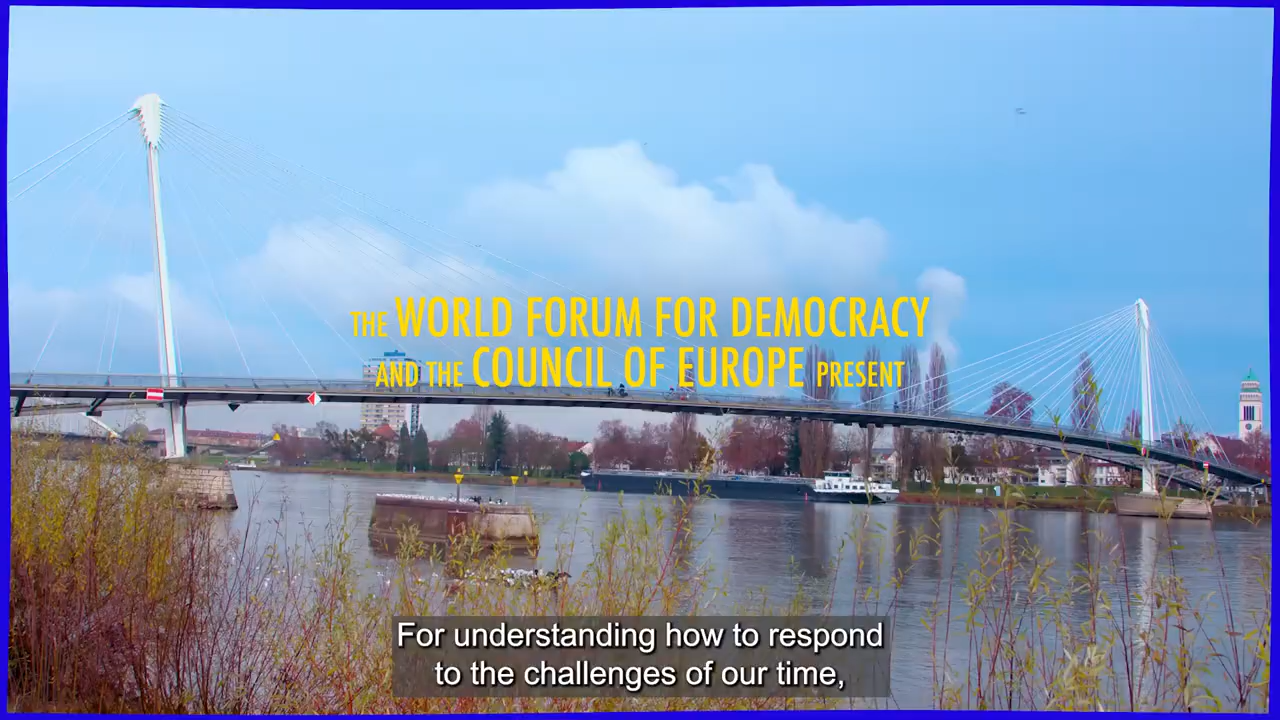 THE WORLD FORUM FOR DEMOCRACY
AND THE COUNCIL OF EUROPE PRESENT
For understanding how to respond
to the challenges of our time,